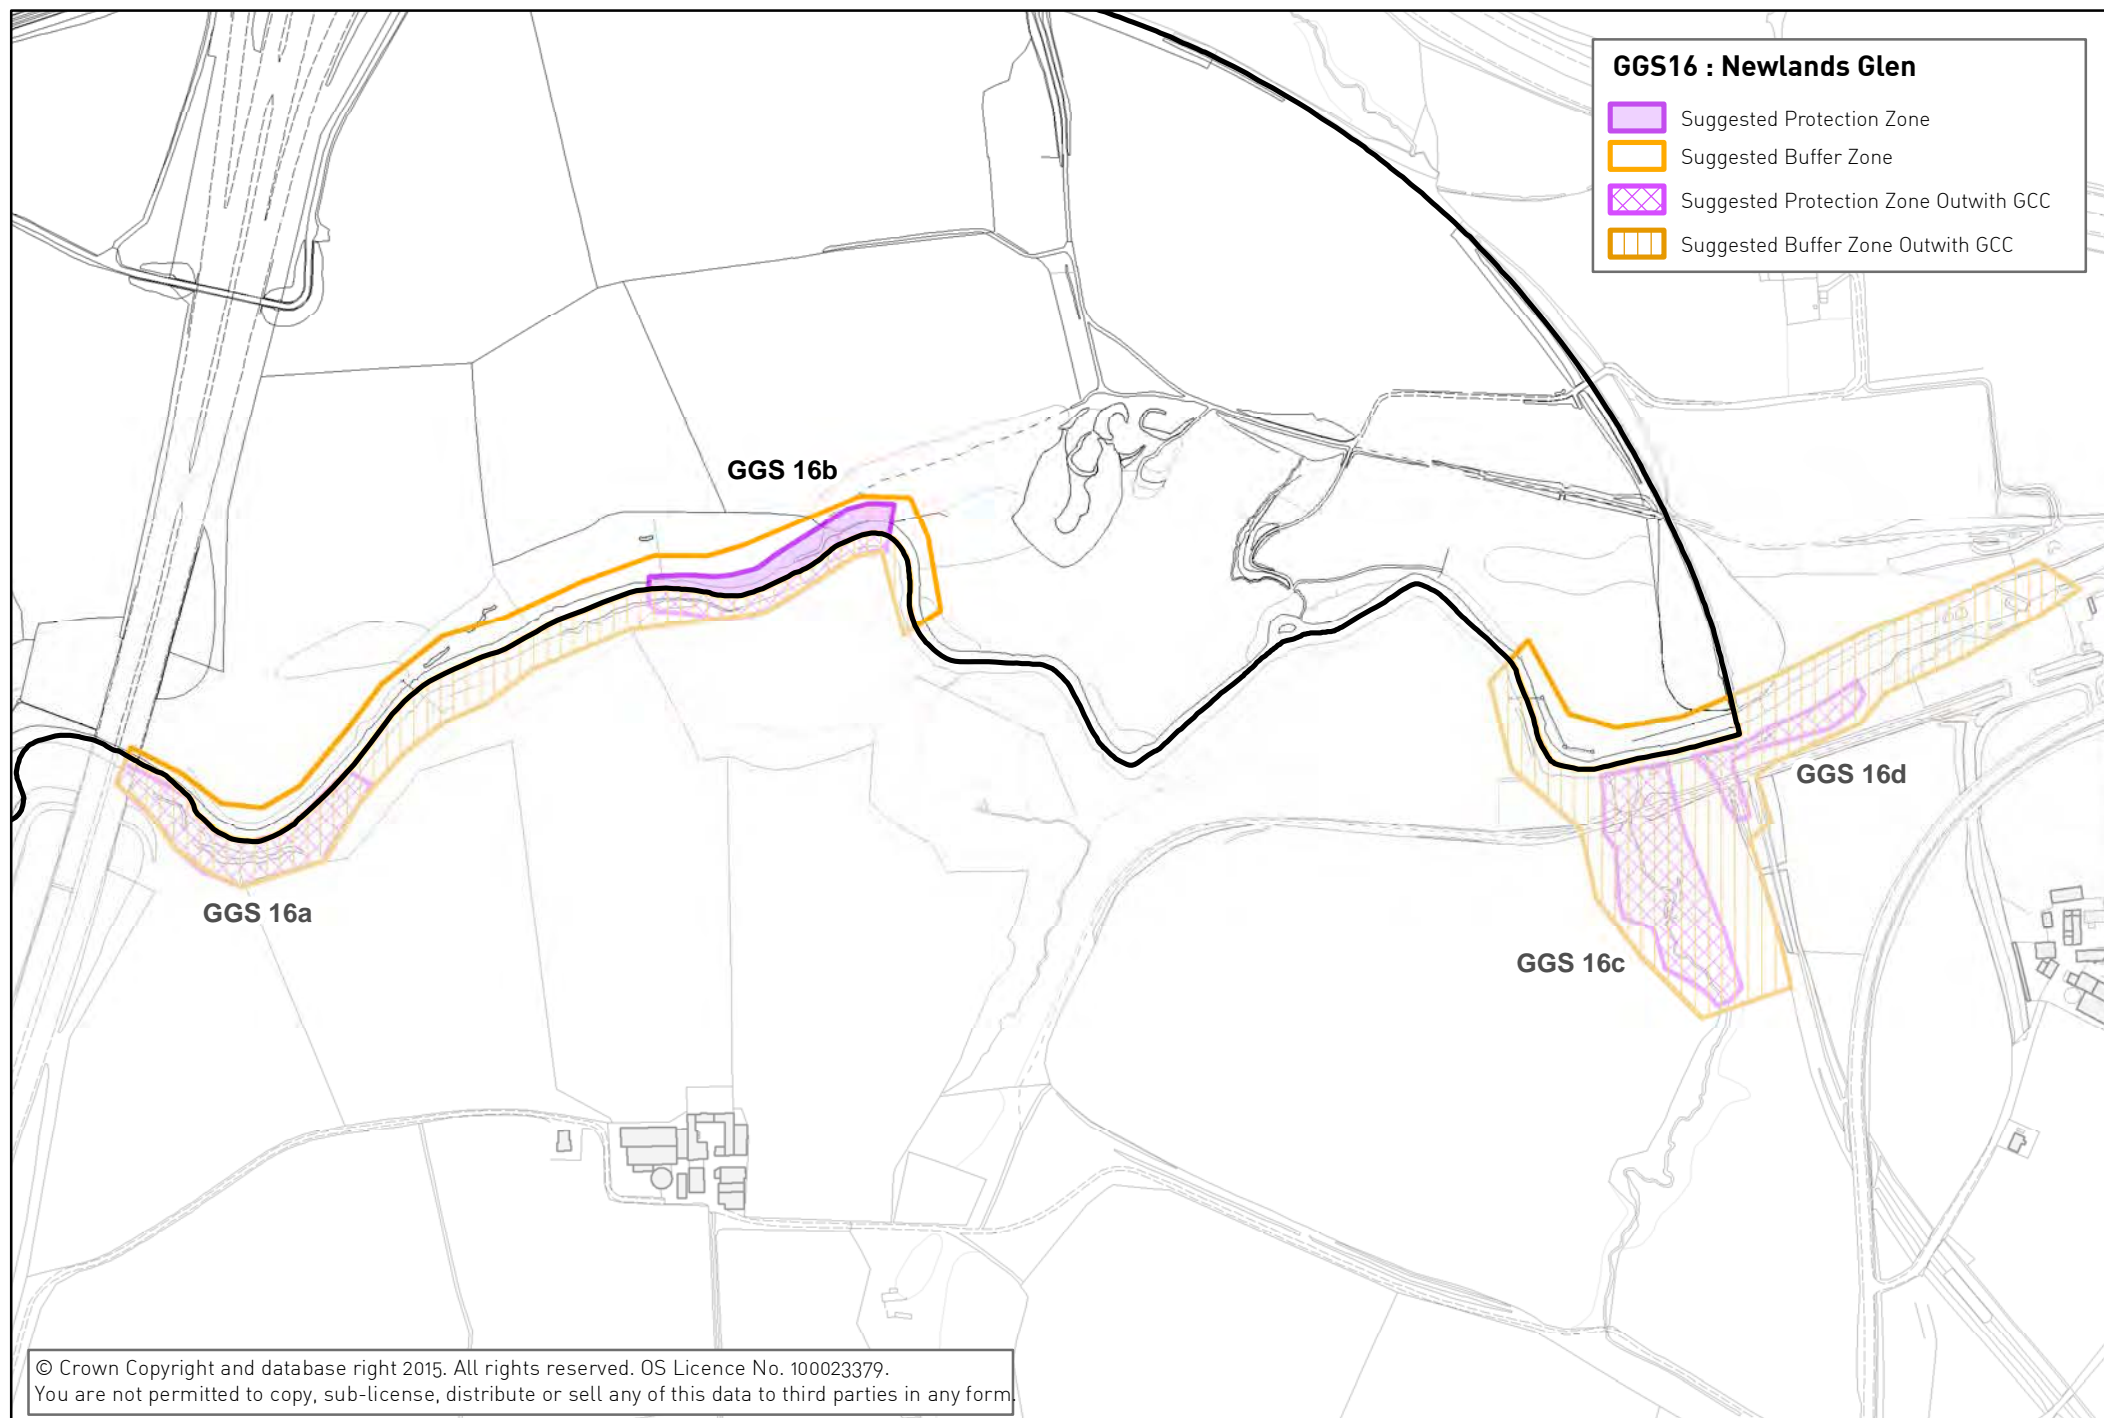 GGS16 : Newlands Glen
Suggested Protection Zone
Suggested Buffer Zone
Suggested Protection Zone Outwith GCC
Suggested Buffer Zone Outwith GCC
GGS 16b
GGS 16d
GGS 16a
GGS 16c
© Crown Copyright and database right 2015. All rights reserved. OS Licence No. 100023379.
You are not permitted to copy, sub-license, distribute or sell any of this data to third parties in any form.